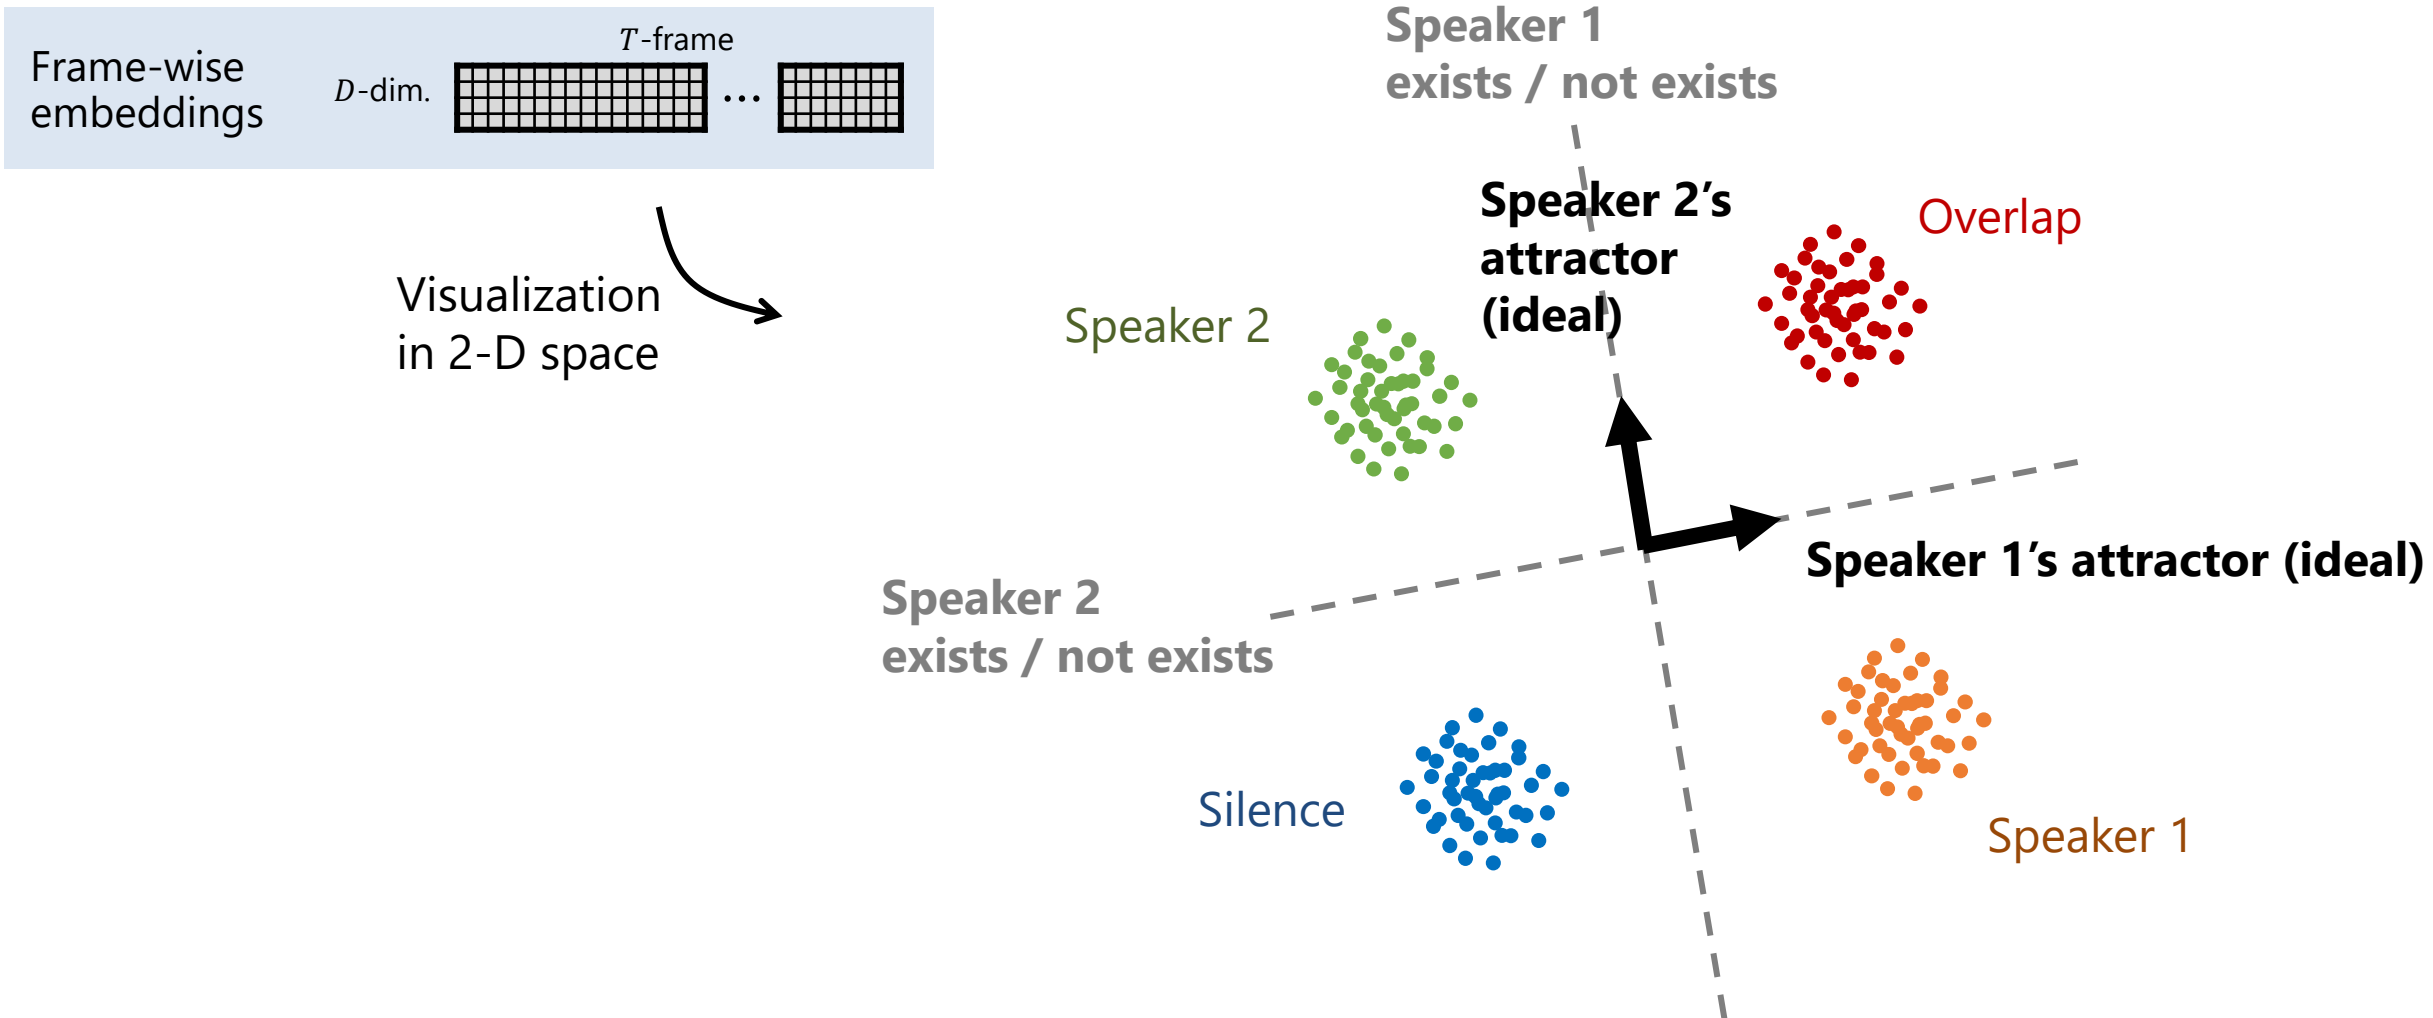 Frame-wise
embeddings
T-frame
D-dim.
...
Visualization
in 2-D space
Speaker 1
exists / not exists
Speaker 2's
attractor
(ideal)
Overlap
Speaker 2
Speaker 1's attractor (ideal)
Speaker 2
exists / not exists
Silence
Speaker 1